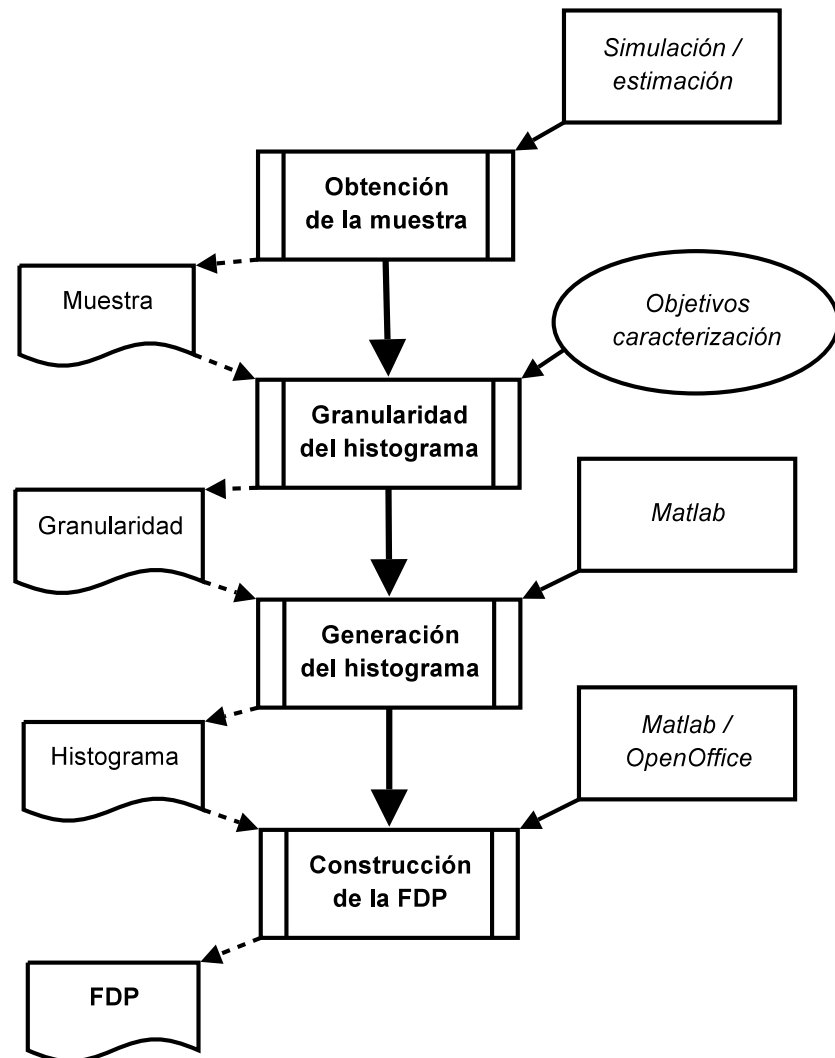 Simulación /
estimación
Obtención
de la muestra
Muestra
Objetivos
caracterización
Granularidad
del histograma
Granularidad
Matlab
Generación
del histograma
Histograma
Matlab /
OpenOffice
Construcción
de la FDP
FDP